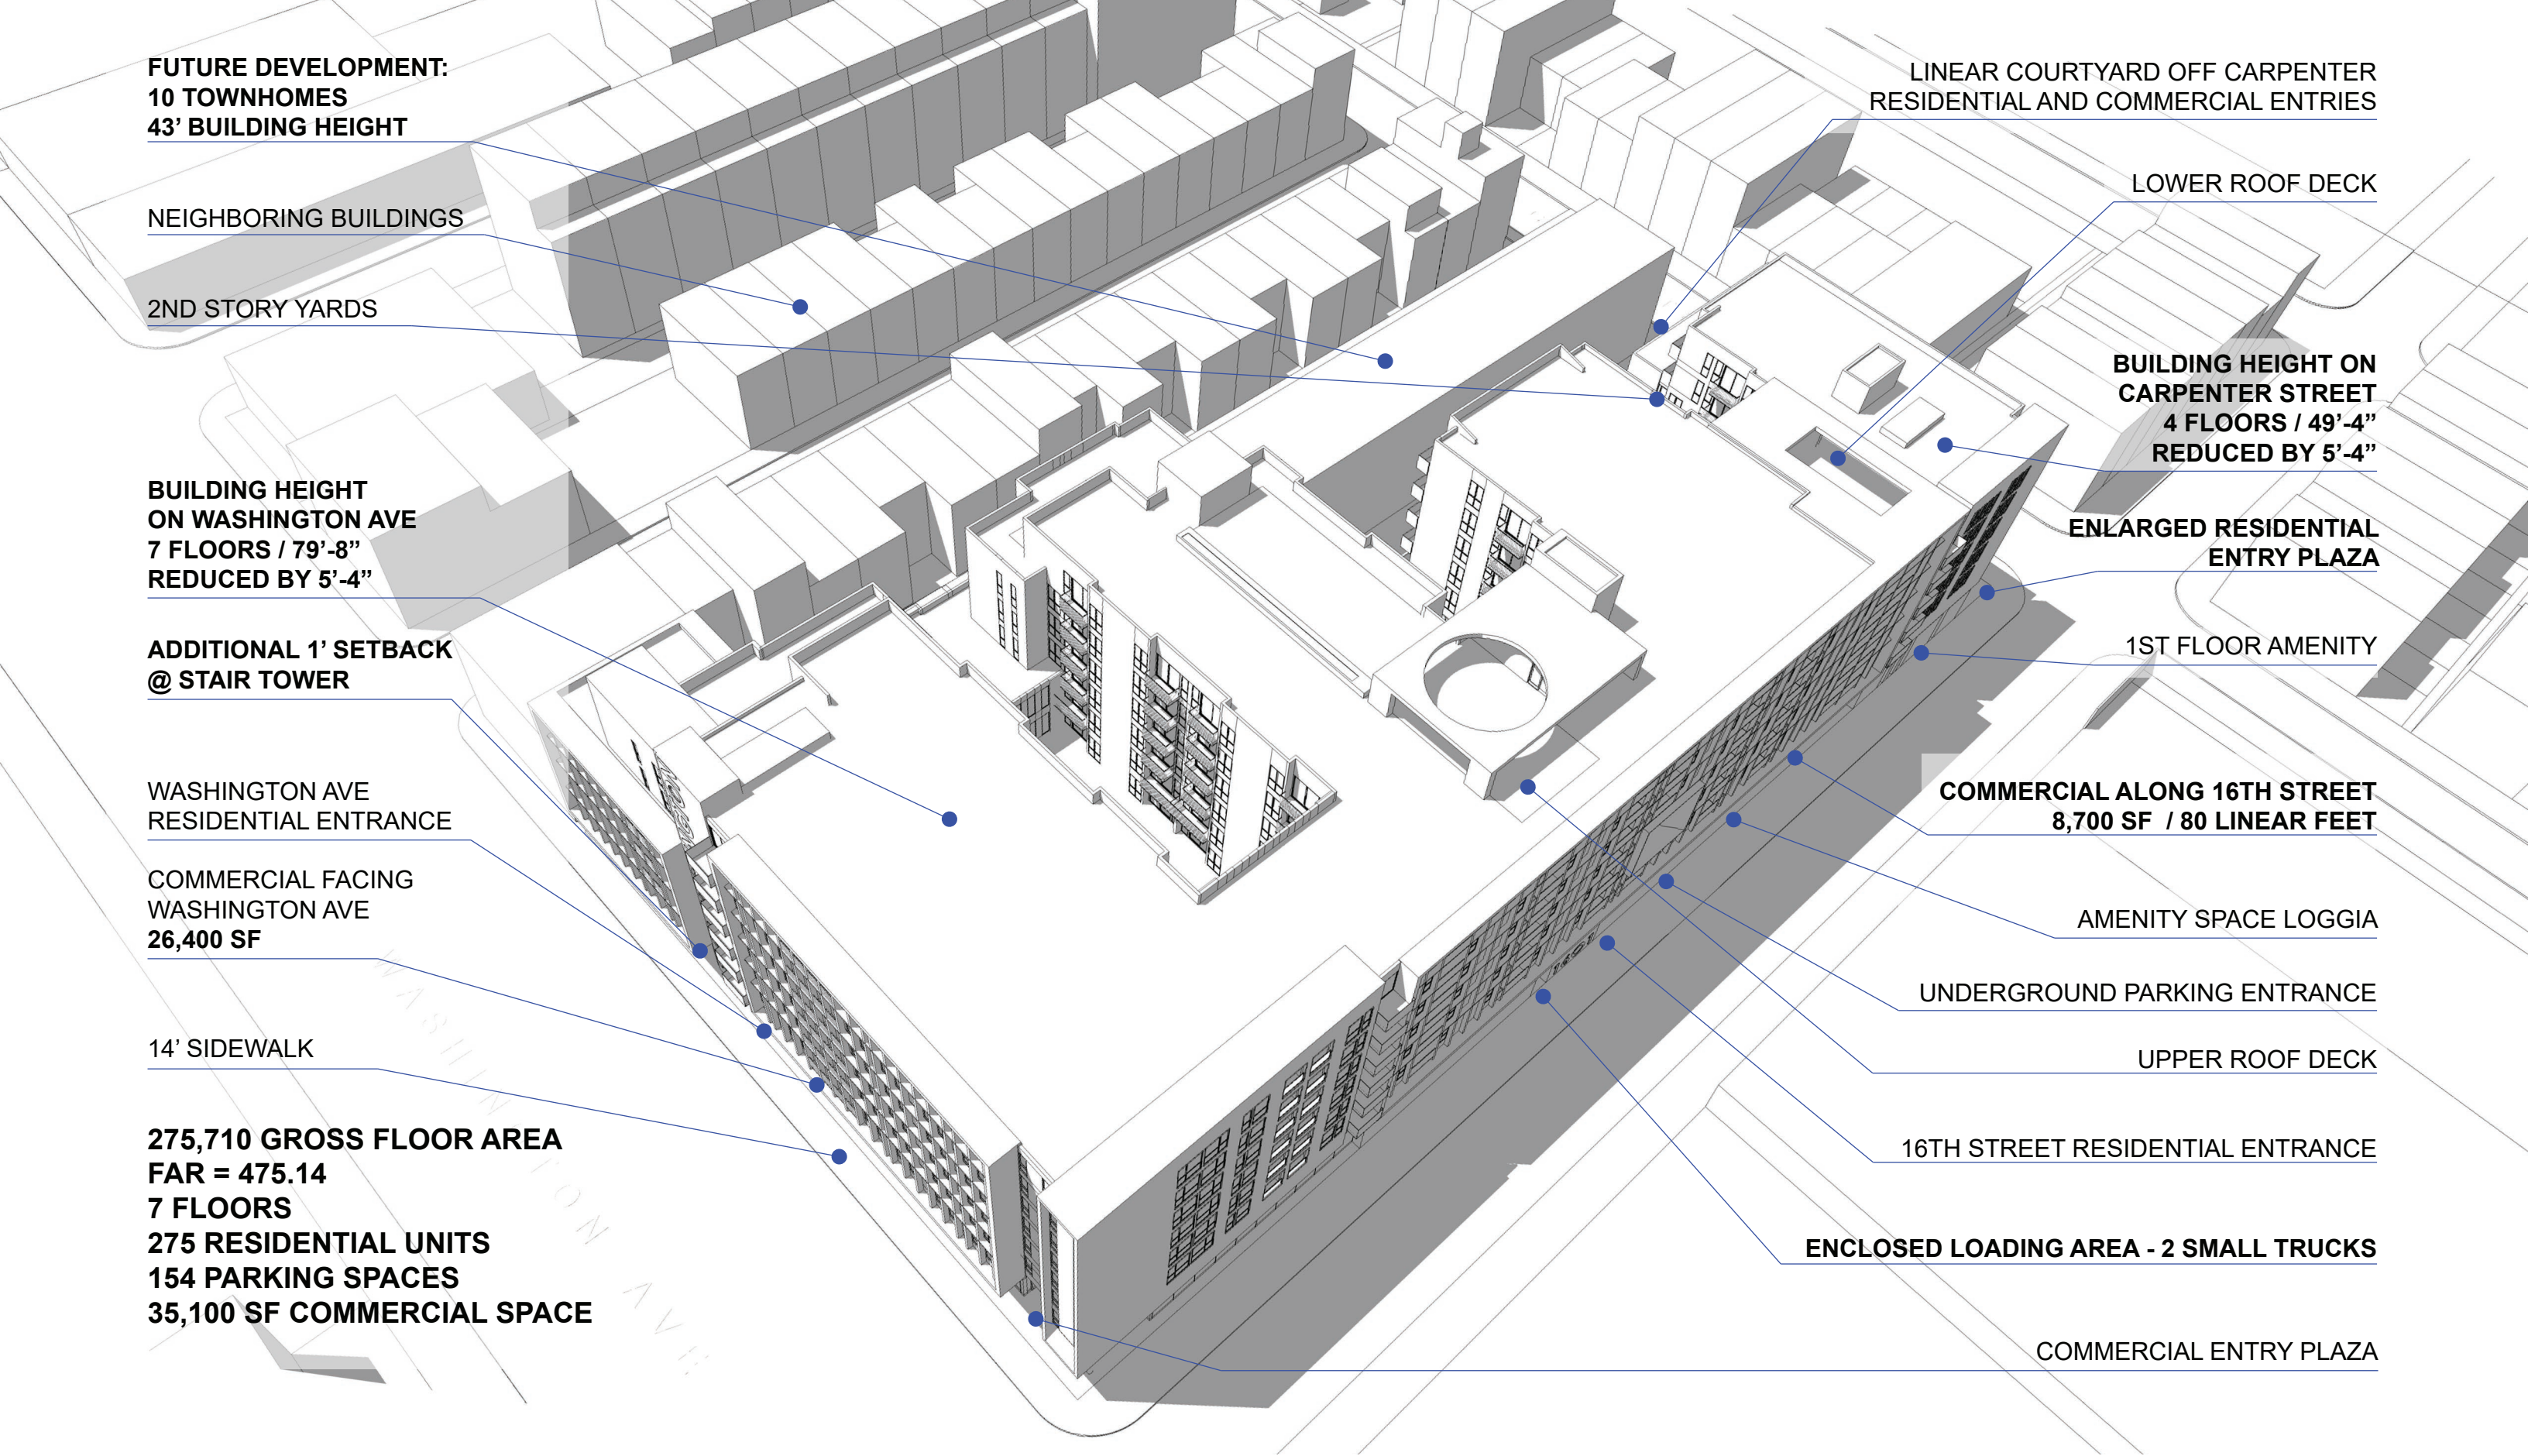 FUTURE DEVELOPMENT:
10 TOWNHOMES
43’ BUILDING HEIGHT
NEIGHBORING BUILDINGS
2ND STORY YARDS
BUILDING HEIGHT
ON WASHINGTON AVE
7 FLOORS / 79’-8”
REDUCED BY 5’-4”
ADDITIONAL 1’ SETBACK
@ STAIR TOWER
WASHINGTON AVE
RESIDENTIAL ENTRANCE
COMMERCIAL FACING
WASHINGTON AVE
26,400 SF
14’ SIDEWALK
275,710 GROSS FLOOR AREA
FAR = 475.14
7 FLOORS
275 RESIDENTIAL UNITS
154 PARKING SPACES
35,100 SF COMMERCIAL SPACE
WASHINGTON AVE
LINEAR COURTYARD OFF CARPENTER
RESIDENTIAL AND COMMERCIAL ENTRIES
LOWER ROOF DECK
BUILDING HEIGHT ON
CARPENTER STREET
4 FLOORS / 49’-4”
REDUCED BY 5’-4”
ENLARGED RESIDENTIAL
ENTRY PLAZA
1ST FLOOR AMENITY
COMMERCIAL ALONG 16TH STREET
8,700 SF / 80 LINEAR FEET
AMENITY SPACE LOGGIA
UNDERGROUND PARKING ENTRANCE
UPPER ROOF DECK
16TH STREET RESIDENTIAL ENTRANCE
ENCLOSED LOADING AREA - 2 SMALL TRUCKS
COMMERCIAL ENTRY PLAZA